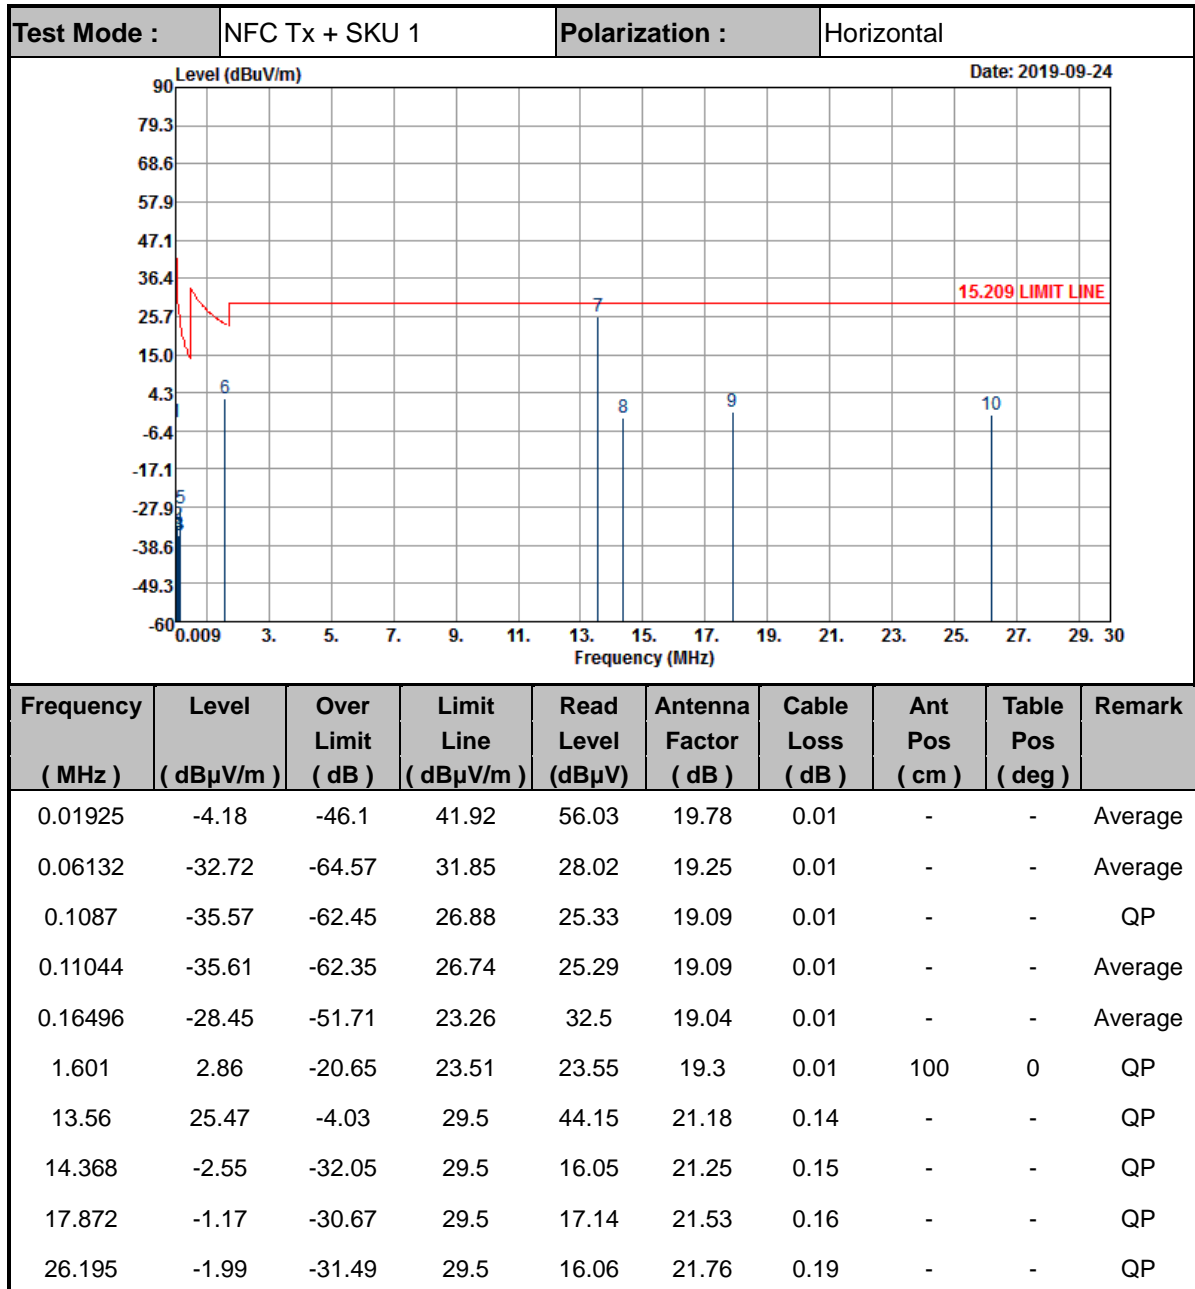 Test Mode : NFC Tx + SKU 1 Polarization : Horizontal
Level (dBuV/m) Date: 2019-09-24
90
79.3
68.6
57.9
47.1
36.4
15.209 LIMIT LINE
7
25.7
15.0
6
4.3
8
9
10
-6.4
-17.1
5
-27.9
-38.6
-49.3
-60
0.009 3. 5. 7. 9. 11. 13. 15. 17. 19. 21. 23. 25. 27. 29. 30
Frequency (MHz)
Frequency Level Over Limit Read Antenna Cable Ant Table Remark
Limit Line Level Factor Loss Pos Pos
( MHz ) ( dBµV/m ) ( dB ) ( dBµV/m ) (dBµV) ( dB ) ( dB ) ( cm ) ( deg )
0.01925 -4.18 -46.1 41.92 56.03 19.78 0.01 - - Average
0.06132 -32.72 -64.57 31.85 28.02 19.25 0.01 - - Average
0.1087 -35.57 -62.45 26.88 25.33 19.09 0.01 - - QP
0.11044 -35.61 -62.35 26.74 25.29 19.09 0.01 - - Average
0.16496 -28.45 -51.71 23.26 32.5 19.04 0.01 - - Average
1.601 2.86 -20.65 23.51 23.55 19.3 0.01 100 0 QP
13.56 25.47 -4.03 29.5 44.15 21.18 0.14 - - QP
14.368 -2.55 -32.05 29.5 16.05 21.25 0.15 - - QP
17.872 -1.17 -30.67 29.5 17.14 21.53 0.16 - - QP
26.195 -1.99 -31.49 29.5 16.06 21.76 0.19 - - QP